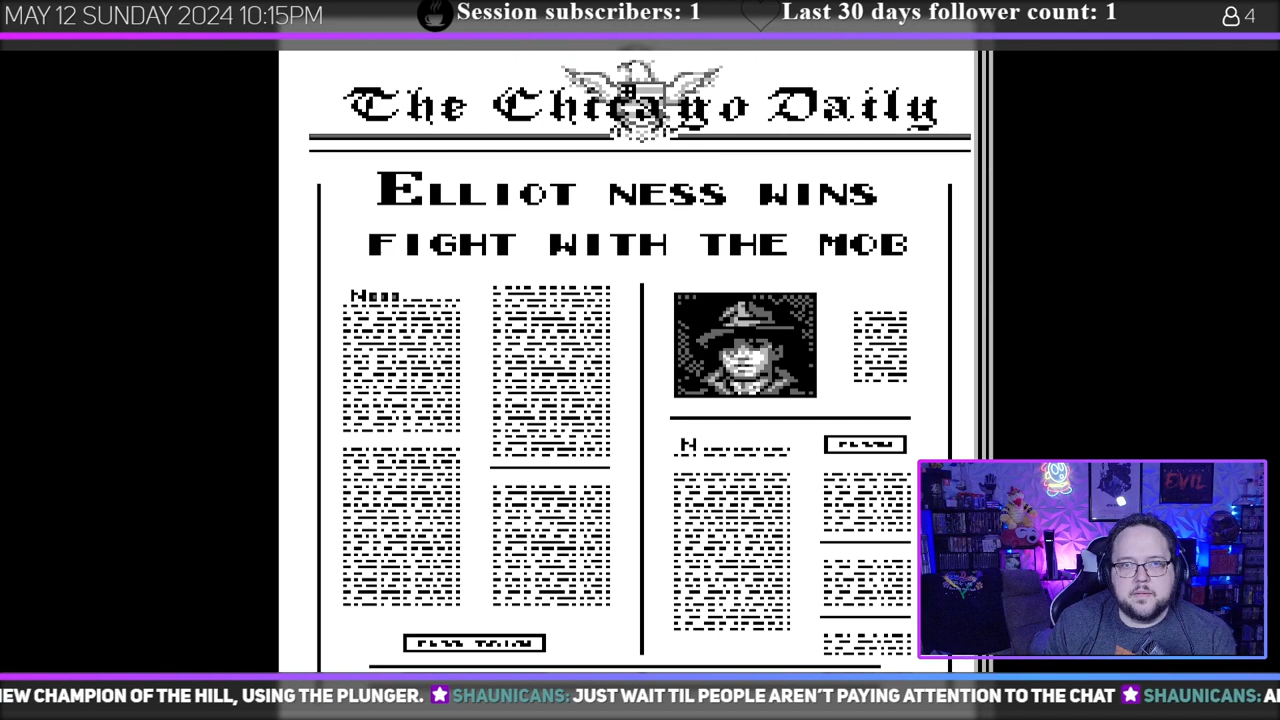 MAY 12 SUNDAY 2024 10:15PM
Session subscribers: 1
Last 30 days follower count: 1
4
The Chicago Daily
ELLIOT NESS WINS
FIGHT WITH THE MOB
Ness
N
EVIL
NEW CHAMPION OF THE HILL, USING THE PLUNGER. SHAUNICANS: JUST WAIT TIL PEOPLE AREN'T PAYING ATTENTION TO THE CHAT SHAUNICANS: